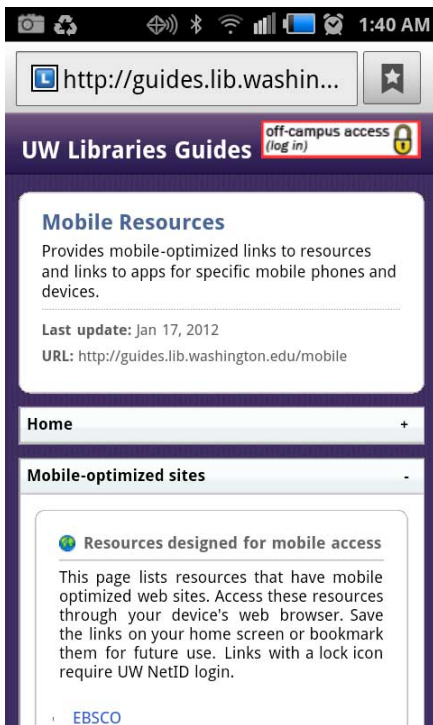 1:40 AM
L http://guides.lib.washin...
UW Libraries Guides
off-campus access
(log in)
Mobile Resources
Provides mobile-optimized links to resources
and links to apps for specific mobile phones and
devices.
Last update: Jan 17, 2012
URL: http://guides.lib.washington.edu/mobile
Home +
Mobile-optimized sites -
Resources designed for mobile access
This page lists resources that have mobile
optimized web sites. Access these resources
through your device's web browser. Save
the links on your home screen or bookmark
them for future use. Links with a lock icon
require UW NetID login.
EBSCO